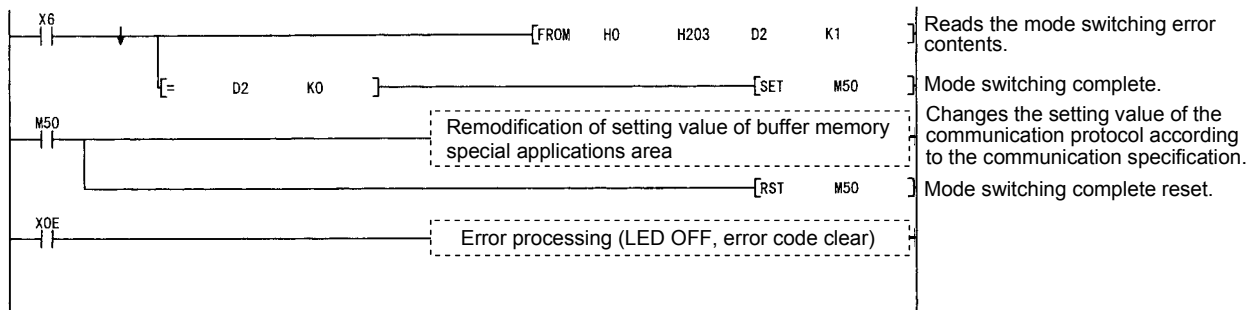 X6
[FROM H0 H203 D2 K1 ]
Reads the mode switching error
contents.
[= D2 K0 ]
[SET M50 ]
Mode switching complete.
M50
Remodification of setting value of buffer memory
special applications area
Changes the setting value of the
communication protocol according
to the communication specification.
[RST M50 ]
Mode switching complete reset.
X0E
Error processing (LED OFF, error code clear)